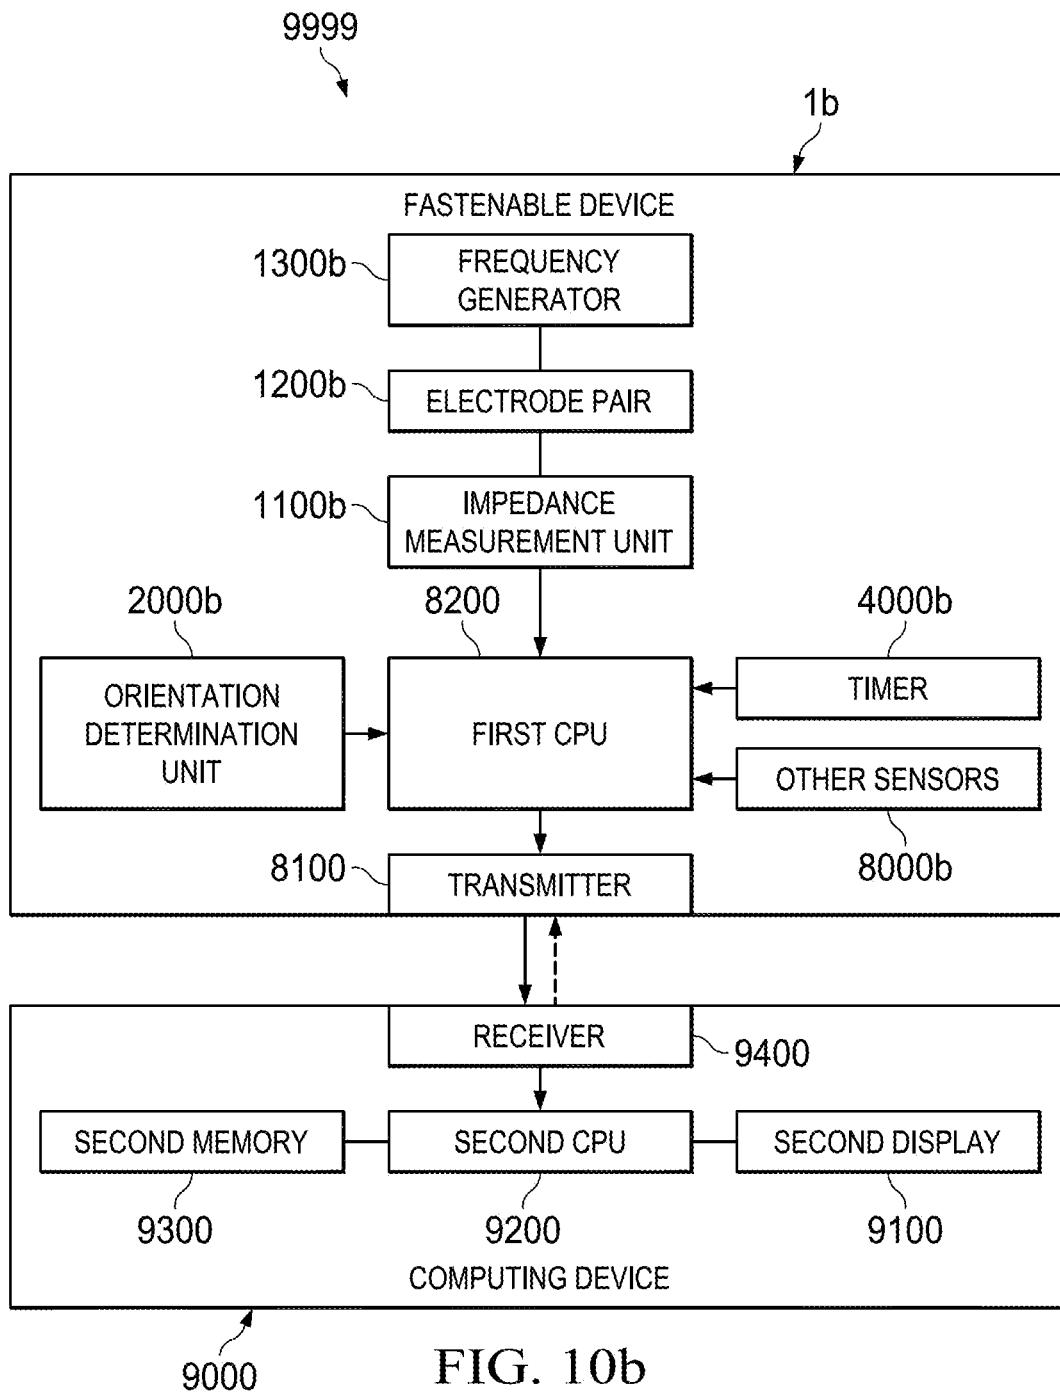 9999
1b
FASTENABLE DEVICE
1300b
FREQUENCY
GENERATOR
1200b
ELECTRODE PAIR
1100b
IMPEDANCE
MEASUREMENT UNIT
2000b
8200
4000b
ORIENTATION
DETERMINATION
UNIT
FIRST CPU
TIMER
OTHER SENSORS
8100
TRANSMITTER
8000b
RECEIVER
9400
SECOND MEMORY
SECOND CPU
SECOND DISPLAY
9300
9200
9100
COMPUTING DEVICE
9000
FIG. 10b